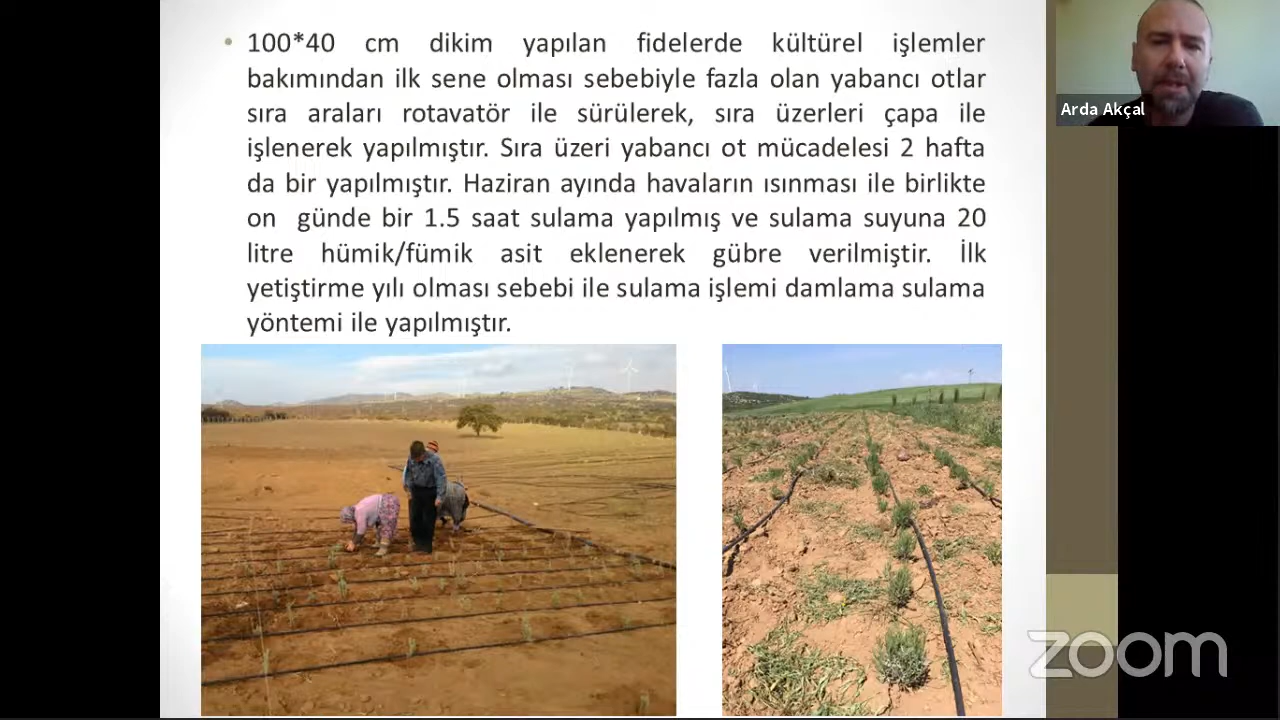 • 100*40 cm dikim yapılan fidelerde kültürel işlemler
bakımından ilk sene olması sebebiyle fazla olan yabancı otlar
sıra araları rotavatör ile sürülerek, sıra üzerleri çapa ile
işlenerek yapılmıştır. Sıra üzeri yabancı ot mücadelesi 2 hafta
da bir yapılmıştır. Haziran ayında havaların ısınması ile birlikte
on günde bir 1.5 saat sulama yapılmış ve sulama suyuna 20
litre hümik/fümik asit eklenerek gübre verilmiştir. İlk
yetiştirme yılı olması sebebi ile sulama işlemi damlama sulama
yöntemi ile yapılmıştır.
Arda Akçal
zoom